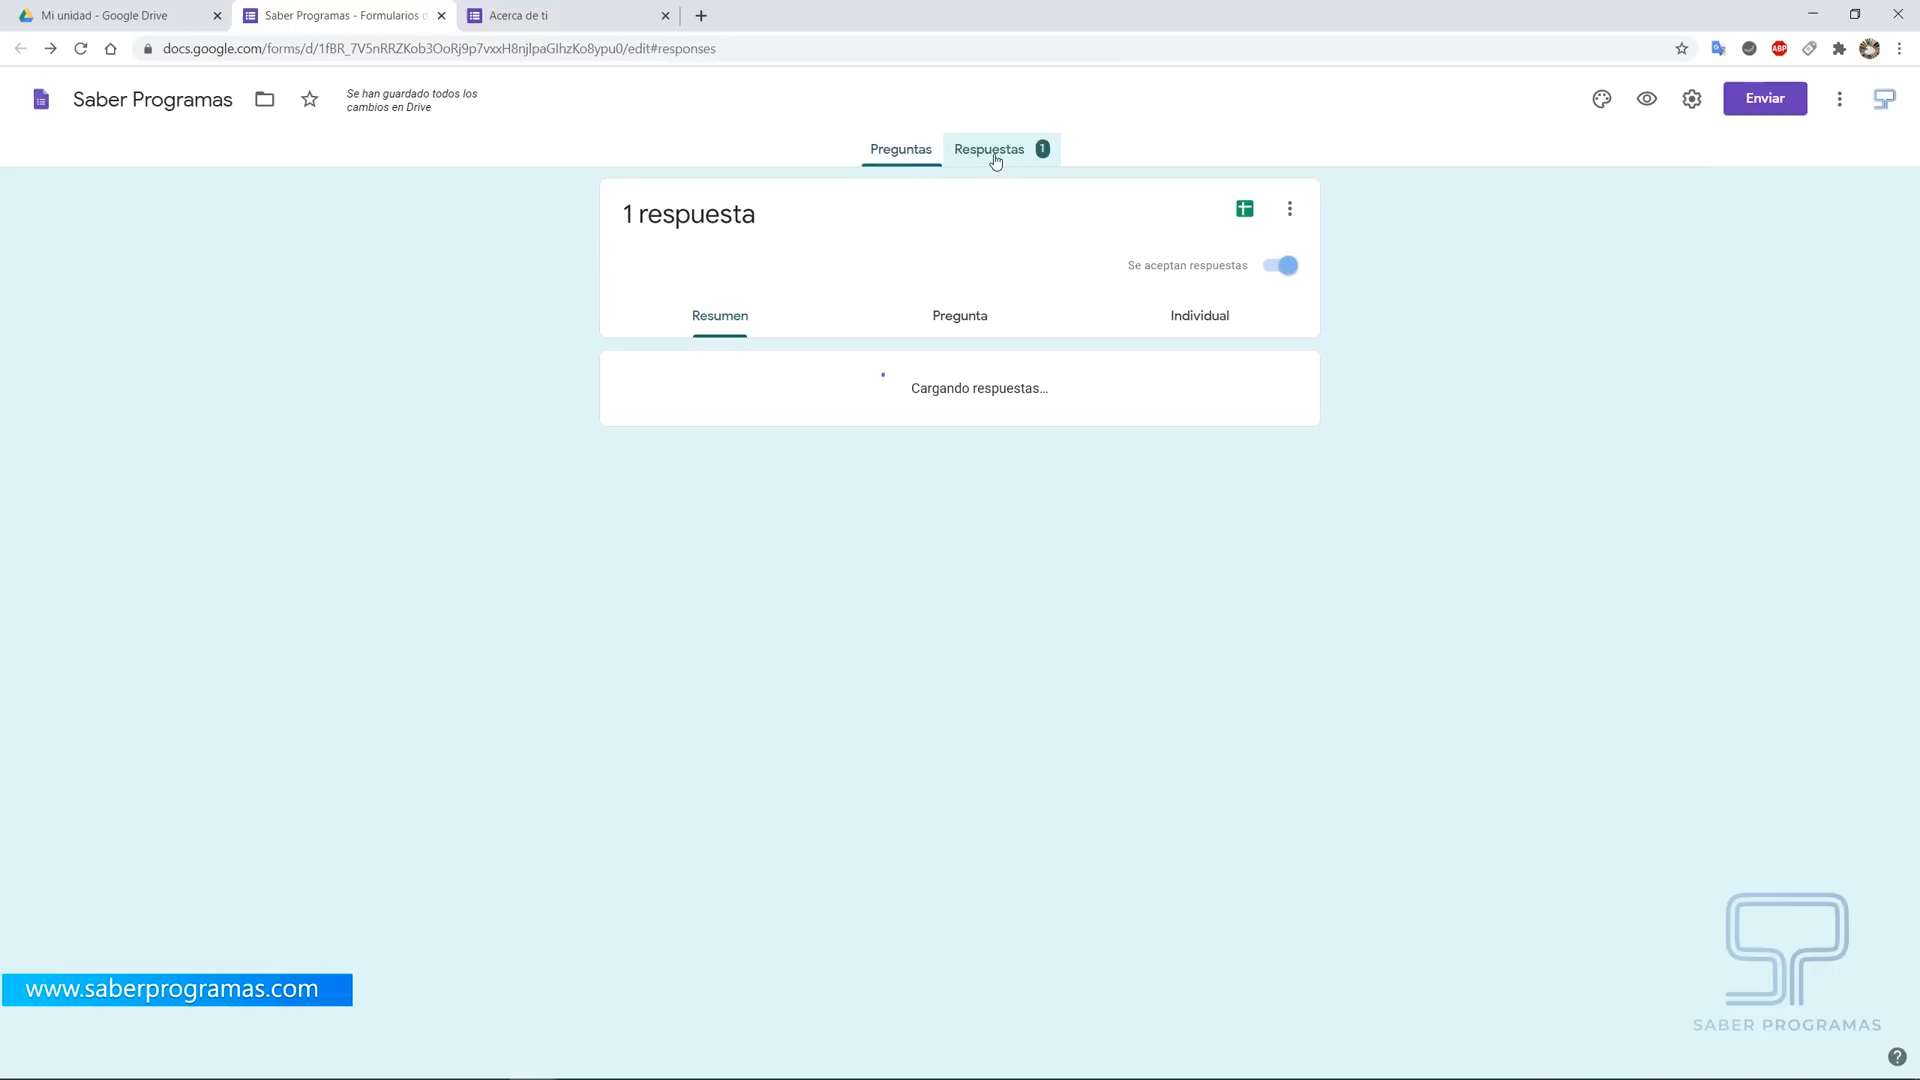 Mi unidad - Google Drive
Saber Programas - Formularios d
Acerca de ti
docs.google.com/forms/d/1fBR_7V5nRRZKob3OoRj9p7vxxH8njlpaGlhzKo8ypu0/edit#responses
ABP
Saber Programas
Se han guardado todos los
cambios en Drive
Enviar
Preguntas
Respuestas 1
1 respuesta
Se aceptan respuestas
Resumen
Pregunta
Individual
Cargando respuestas...
www.saberprogramas.com
SABER PROGRAMAS